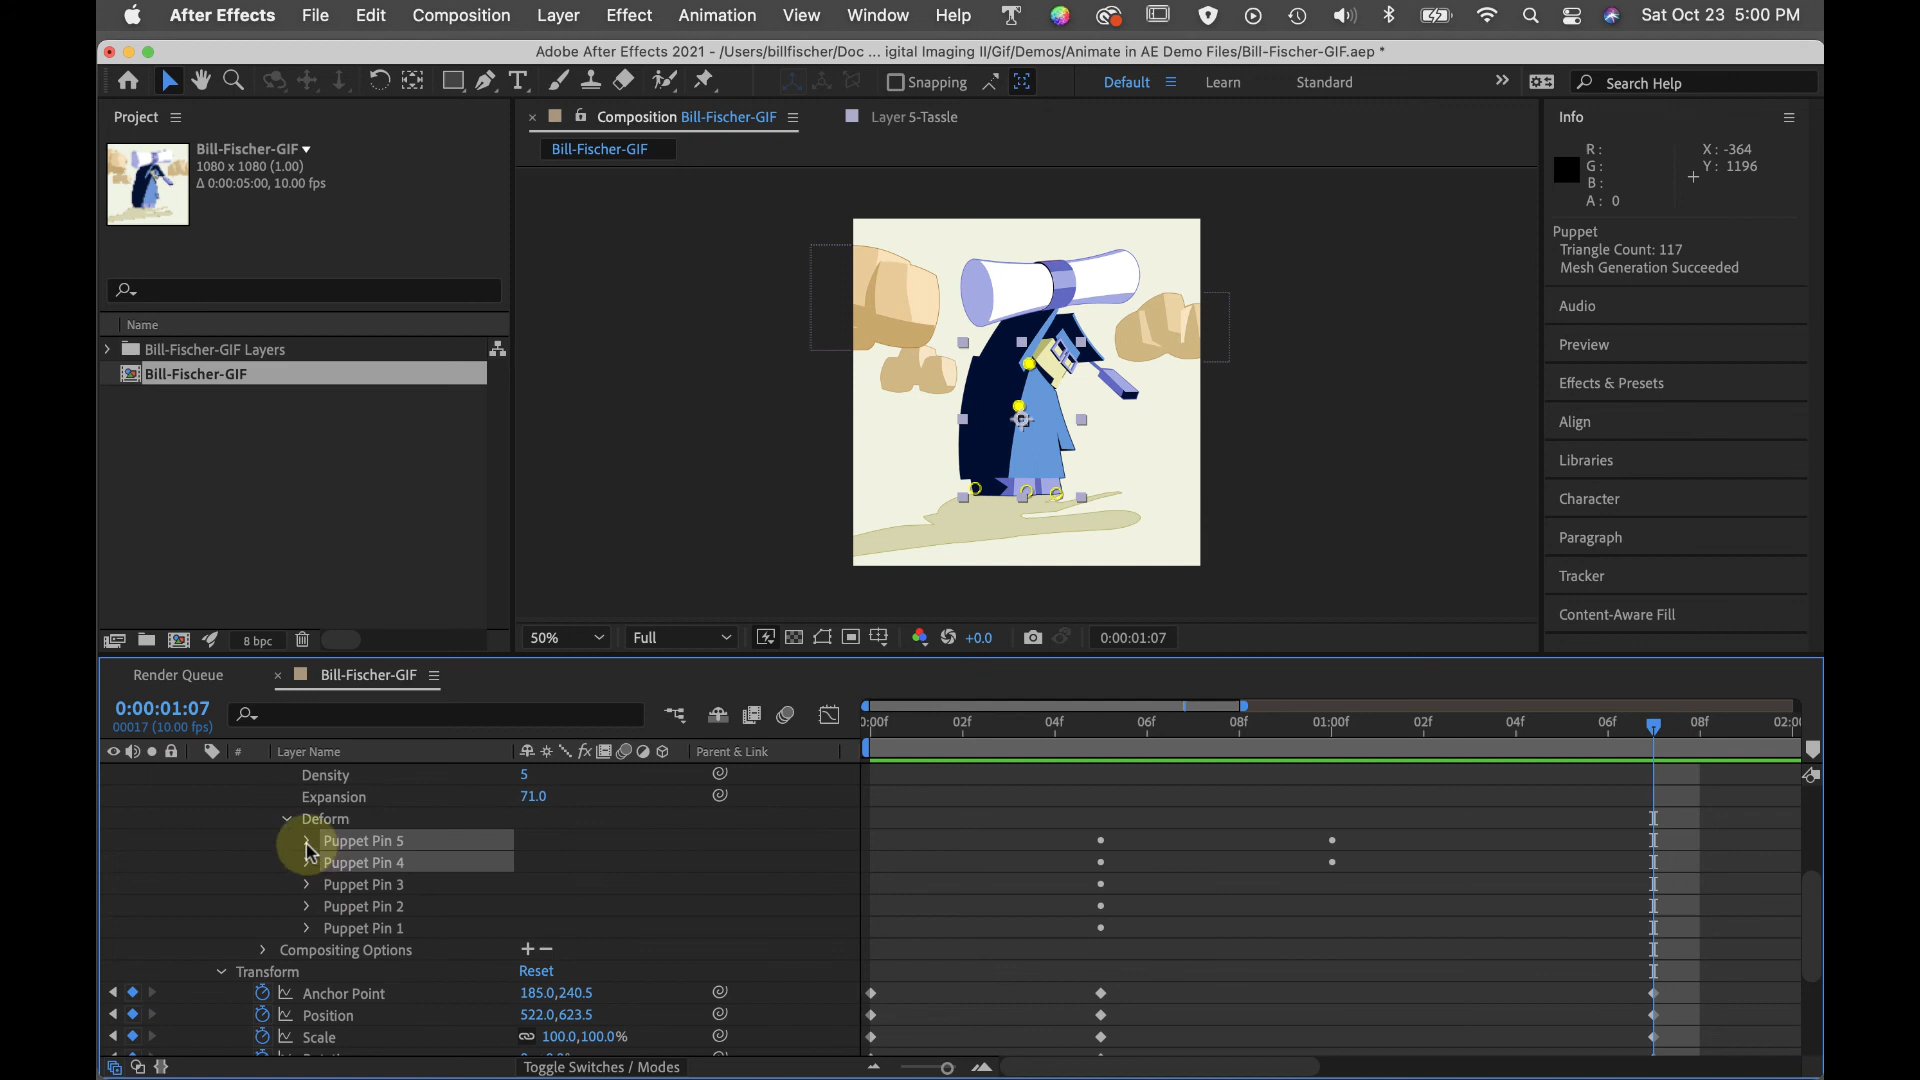 After Effects File Edit Composition Layer Effect Animation View Window Help Sat Oct 23 5:00 PM
Adobe After Effects 2021 - /Users/billfischer/Doc ... igital Imaging II/Gif/Demos/Animate in AE Demo Files/Bill-Fischer-GIF.aep *
Snapping Default Learn Standard Search Help
Project
Bill-Fischer-GIF
1080 x 1080 (1.00)
Δ 0:00:05:00, 10.00 fps
Name
Bill-Fischer-GIF Layers
Bill-Fischer-GIF
8 bpc
Composition Bill-Fischer-GIF Layer 5-Tassle
Bill-Fischer-GIF
50% Full +0.0 0:00:01:07
Info
R :
G :
B :
A : 0
X : -364
Y : 1196
Puppet
Triangle Count: 117
Mesh Generation Succeeded
Audio
Preview
Effects & Presets
Align
Libraries
Character
Paragraph
Tracker
Content-Aware Fill
Render Queue Bill-Fischer-GIF
0:00:01:07
00017 (10.00 fps)
# Layer Name Parent & Link
0:00f 02f 04f 06f 08f 01:00f 02f 04f 06f 08f
Density 5
Expansion 71.0
Deform
Puppet Pin 5
Puppet Pin 4
Puppet Pin 3
Puppet Pin 2
Puppet Pin 1
Compositing Options
Transform Reset
Anchor Point 185.0,240.5
Position 522.0,623.5
Scale 100.0,100.0%
Toggle Switches / Modes